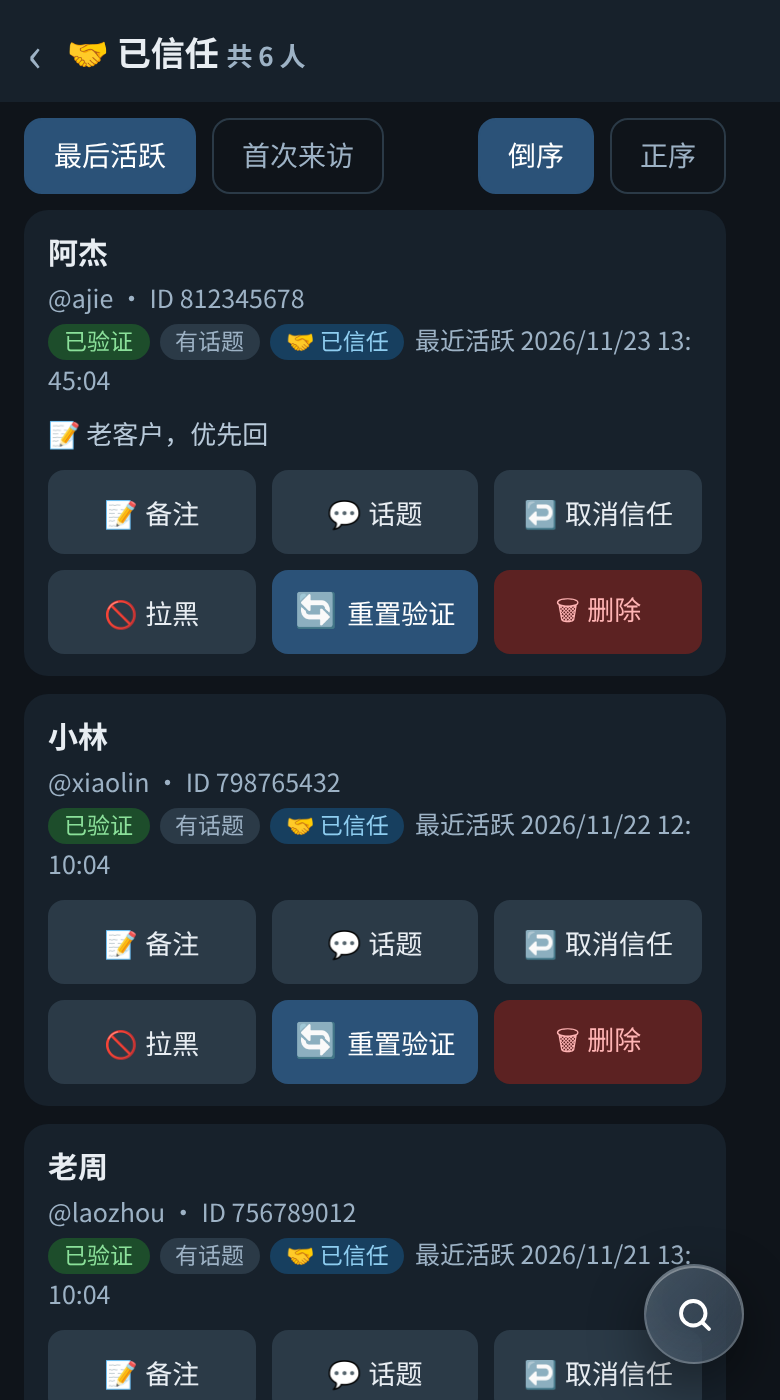 ‹ 🤝 已信任 共 6 人
最后活跃 首次来访 倒序 正序
阿杰
@ajie · ID 812345678
已验证 有话题 🤝 已信任 最近活跃 2026/11/23 13:
45:04
📝 老客户，优先回
📝 备注 💬 话题 ↩️ 取消信任
🚫 拉黑 🔄 重置验证 🗑 删除
小林
@xiaolin · ID 798765432
已验证 有话题 🤝 已信任 最近活跃 2026/11/22 12:
10:04
📝 备注 💬 话题 ↩️ 取消信任
🚫 拉黑 🔄 重置验证 🗑 删除
老周
@laozhou · ID 756789012
已验证 有话题 🤝 已信任 最近活跃 2026/11/21 13:
10:04
📝 备注 💬 话题 ↩️ 取消信任